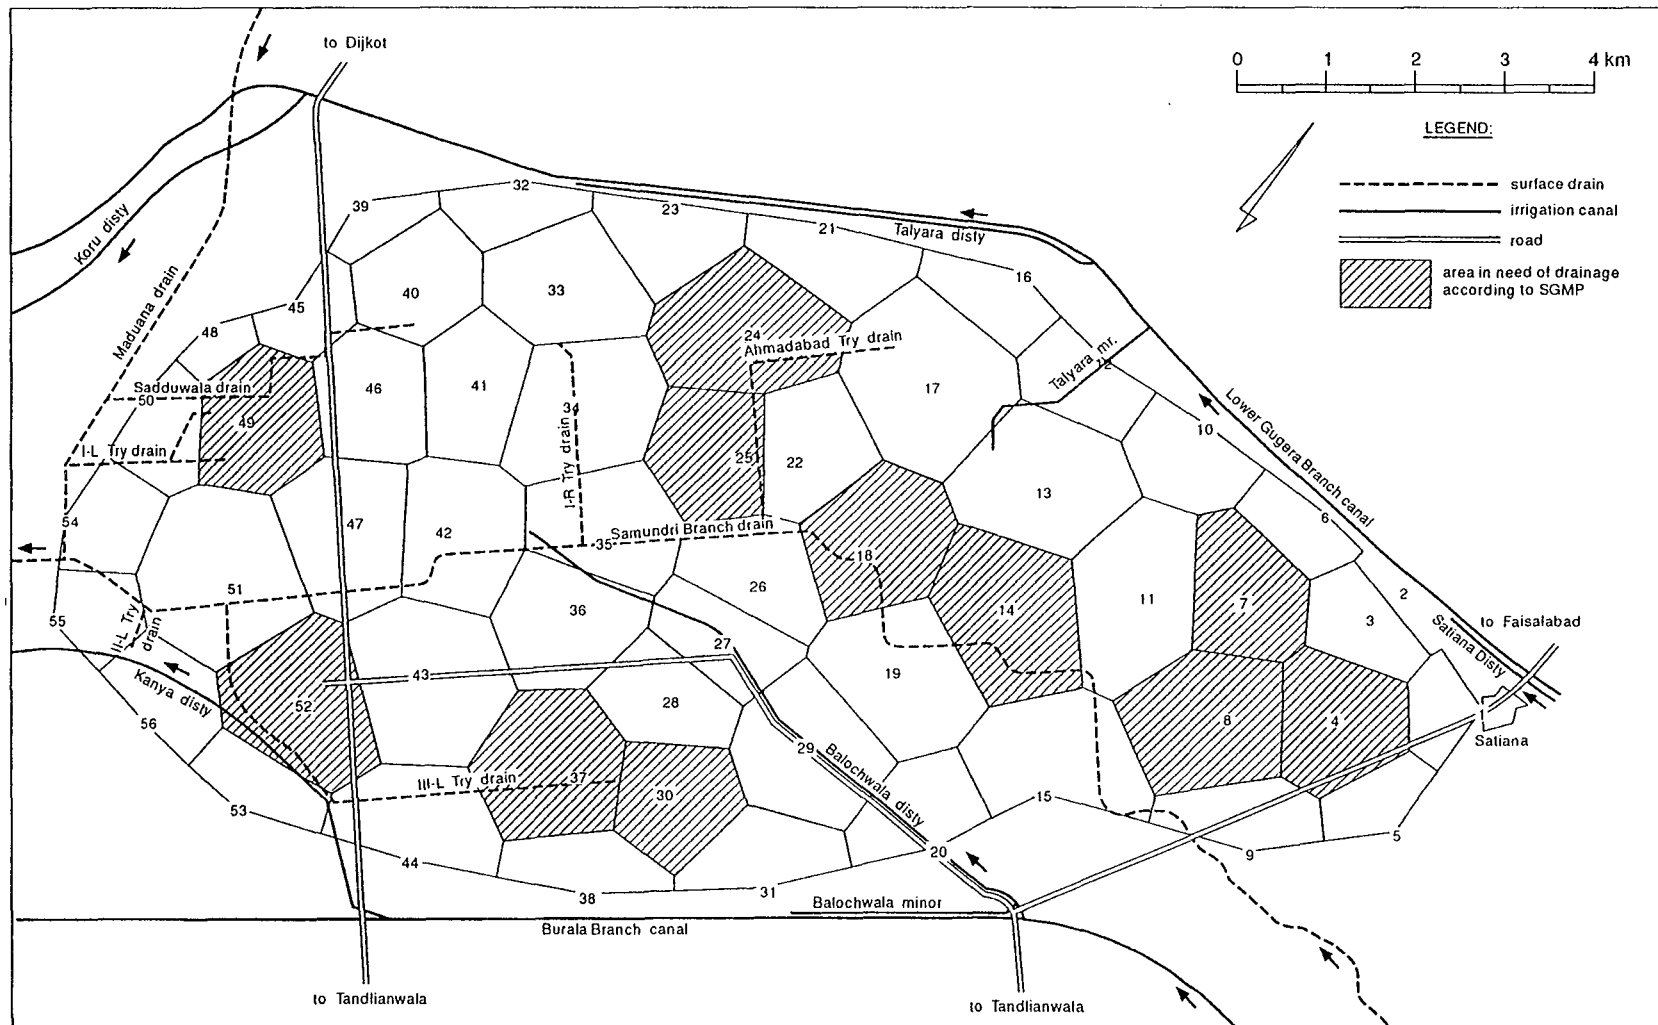 to Dijkot
0 1 2 3 4 km
LEGEND:
surface drain
irrigation canal
road
area in need of drainage
according to SGMP
Koru disty
Maduana drain
Talyara disty
39
32
23
21
16
40
33
45
48
24
Ahmadabad Try drain
Talyara mr.
12
17
Lower Gugera Branch canal
Sadduwala drain
50
46
41
34
49
I-L Try drain
I-R Try drain
25
22
10
13
6
54
47
42
35
Samundri Branch drain
18
26
51
36
14
11
7
3
2
Satiana Disty
to Faisalabad
55
II-L Try
drain
27
43
19
28
52
Kanya disty
56
8
4
1
Satiana
29
Balochwala disty
III-L Try drain
37
30
15
53
44
20
9
5
38
31
Balochwala minor
Burala Branch canal
to Tandlianwala
to Tandlianwala